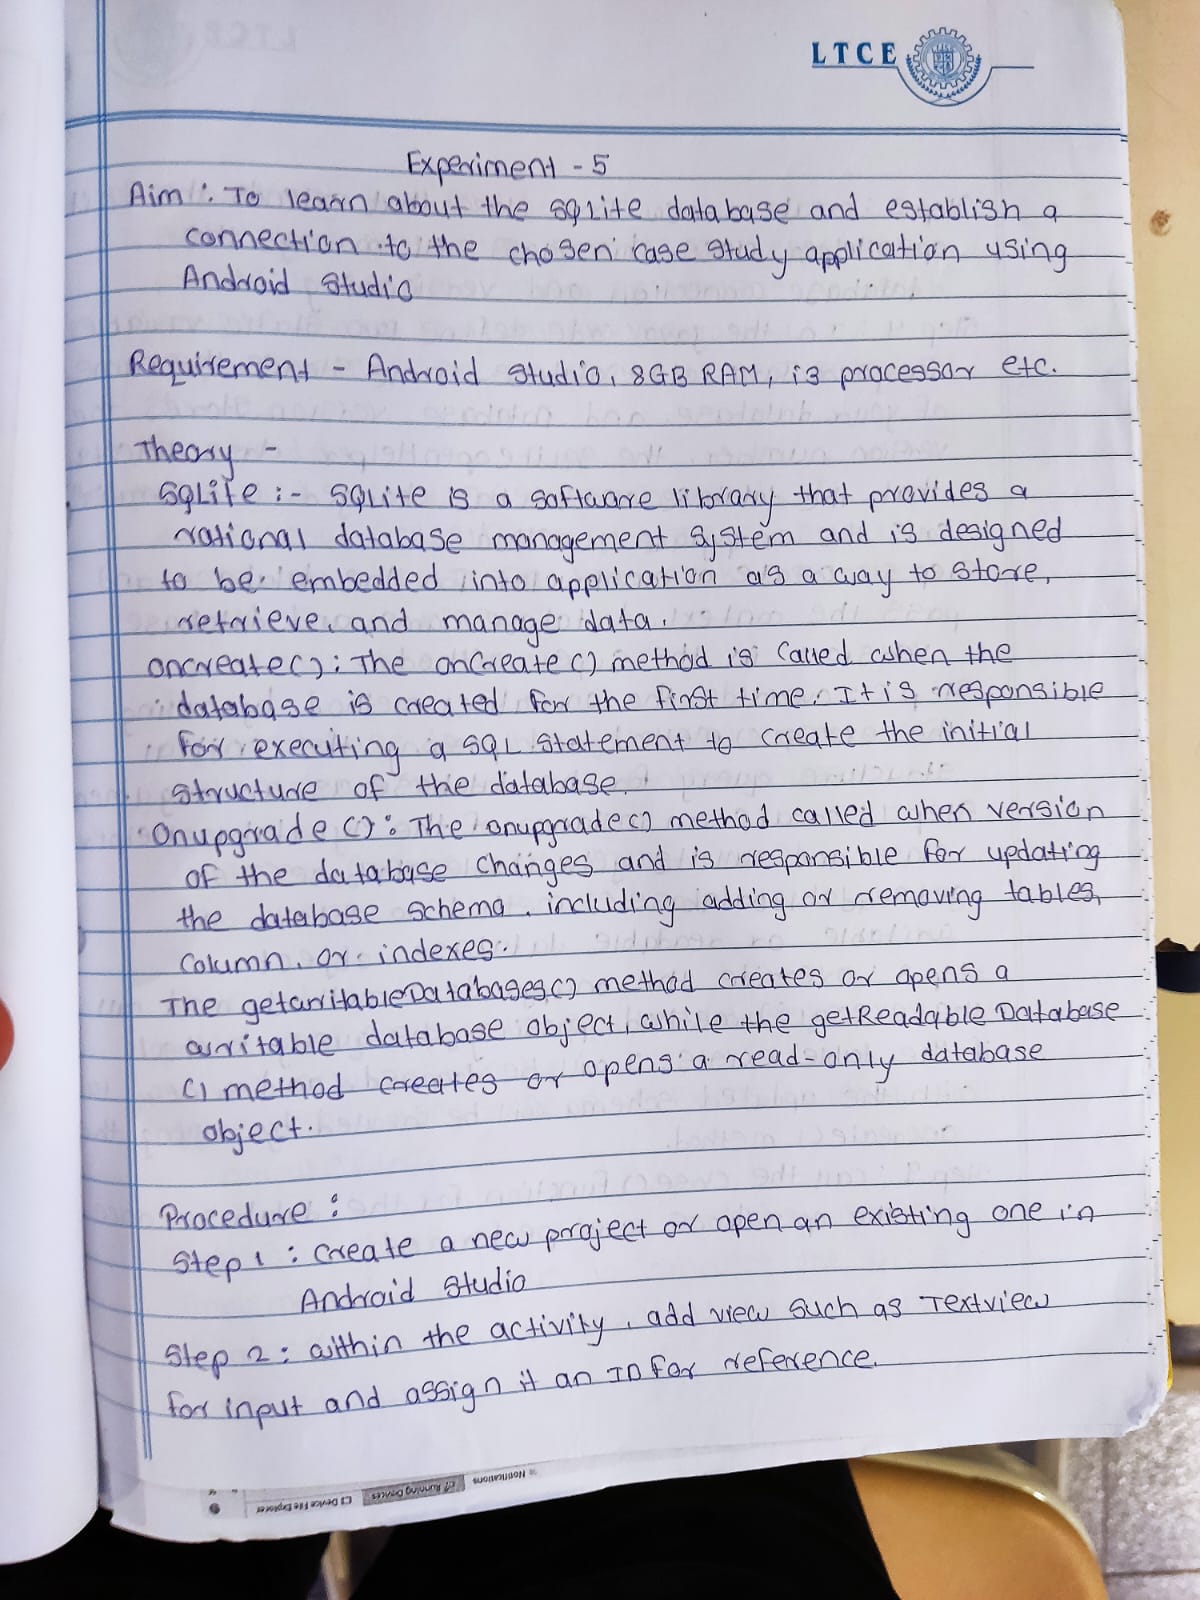 LTCE
Experiment - 5
Aim : To learn about the sqlite database and establish a
connection to the chosen case study application using
Android Studio
Requirement - Android Studio, 8GB RAM, i3 processor etc.
Theory -
SQLite :- SQLite is a software library that provides a
rational database management system and is designed
to be embedded into application as a way to store,
retrieve, and manage data.
oncreate() : The onCreate() method is called when the
database is created for the first time. It is responsible
for executing a SQL statement to create the initial
structure of the database.
Onupgrade() : The onupgrade() method called when version
of the database changes and is responsible for updating
the database schema, including adding or removing tables,
column, or indexes.
The getwritableDatabases() method creates or opens a
writable database object, while the getReadableDatabase
() method creates or opens a read-only database
object.
Procedure :
Step 1 : Create a new project or open an existing one in
Android Studio
Step 2 : within the activity, add view such as Textview
for input and assign it an ID for reference.
Notifications
Running Devices
Device File Explorer